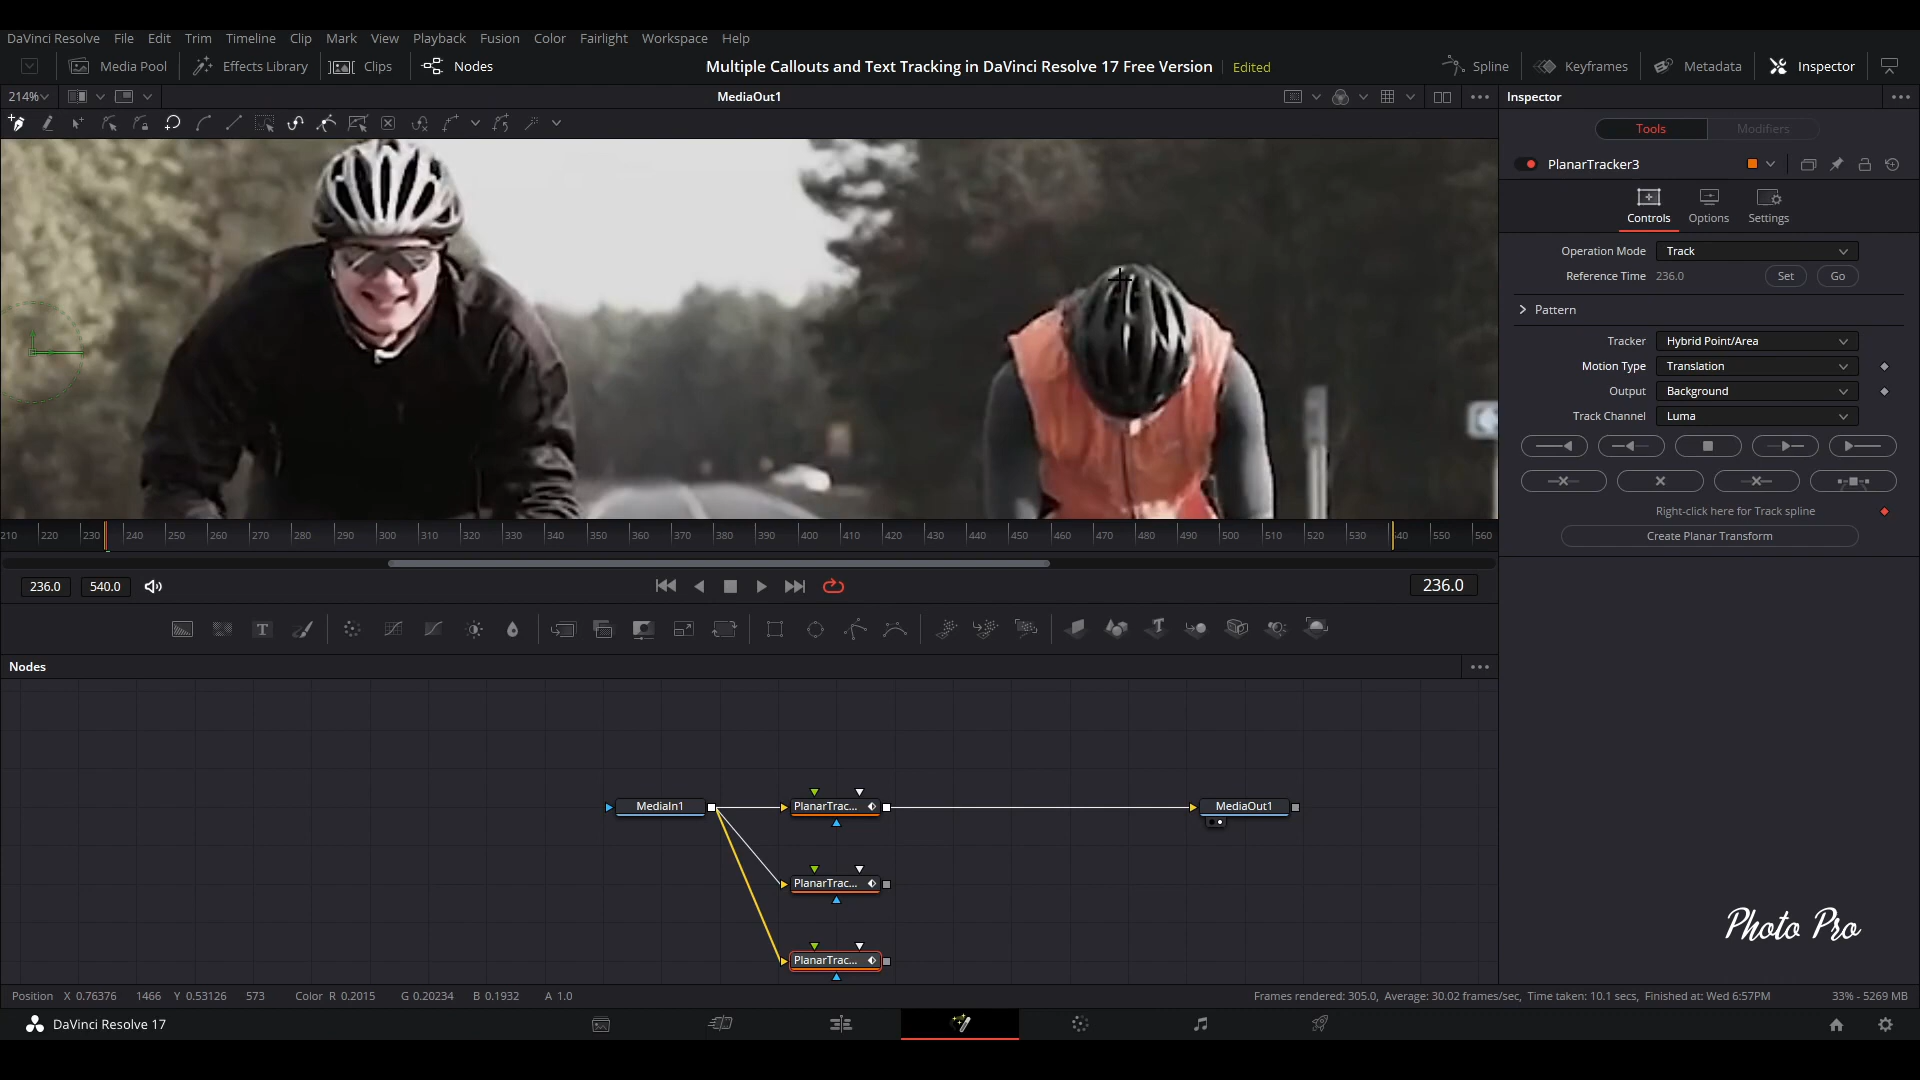 DaVinci Resolve File Edit Trim Timeline Clip Mark View Playback Fusion Color Fairlight Workspace Help
Media Pool Effects Library Clips Nodes Multiple Callouts and Text Tracking in DaVinci Resolve 17 Free Version Edited Spline Keyframes Metadata Inspector
214% MediaOut1 Inspector
Tools Modifiers
PlanarTracker3
Controls Options Settings
Operation Mode Track
Reference Time 236.0 Set Go
Pattern
Tracker Hybrid Point/Area
Motion Type Translation
Output Background
Track Channel Luma
Right-click here for Track spline
Create Planar Transform
210 220 230 240 250 260 270 280 290 300 310 320 330 340 350 360 370 380 390 400 410 420 430 440 450 460 470 480 490 500 510 520 530 40 550 560
236.0 540.0 236.0
T
Nodes
MediaIn1 PlanarTrac... MediaOut1
PlanarTrac...
PlanarTrac...
Photo Pro
Position X 0.76376 1466 Y 0.53126 573 Color R 0.2015 G 0.20234 B 0.1932 A 1.0 Frames rendered: 305.0, Average: 30.02 frames/sec, Time taken: 10.1 secs, Finished at: Wed 6:57PM 33% - 5269 MB
DaVinci Resolve 17